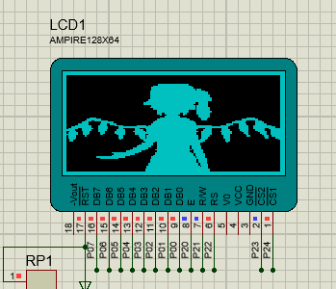 LCD1
AMPIRE128X64
-Vout
RST
DB7
DB6
DB5
DB4
DB3
DB2
DB1
DB0
E
R/W
RS
V0
VCC
GND
CS2
CS1
18
17
16
15
14
13
12
11
10
9
8
7
6
5
4
3
2
1
P07
P06
P05
P04
P03
P02
P01
P00
P20
P21
P22
P23
P24
RP1
1